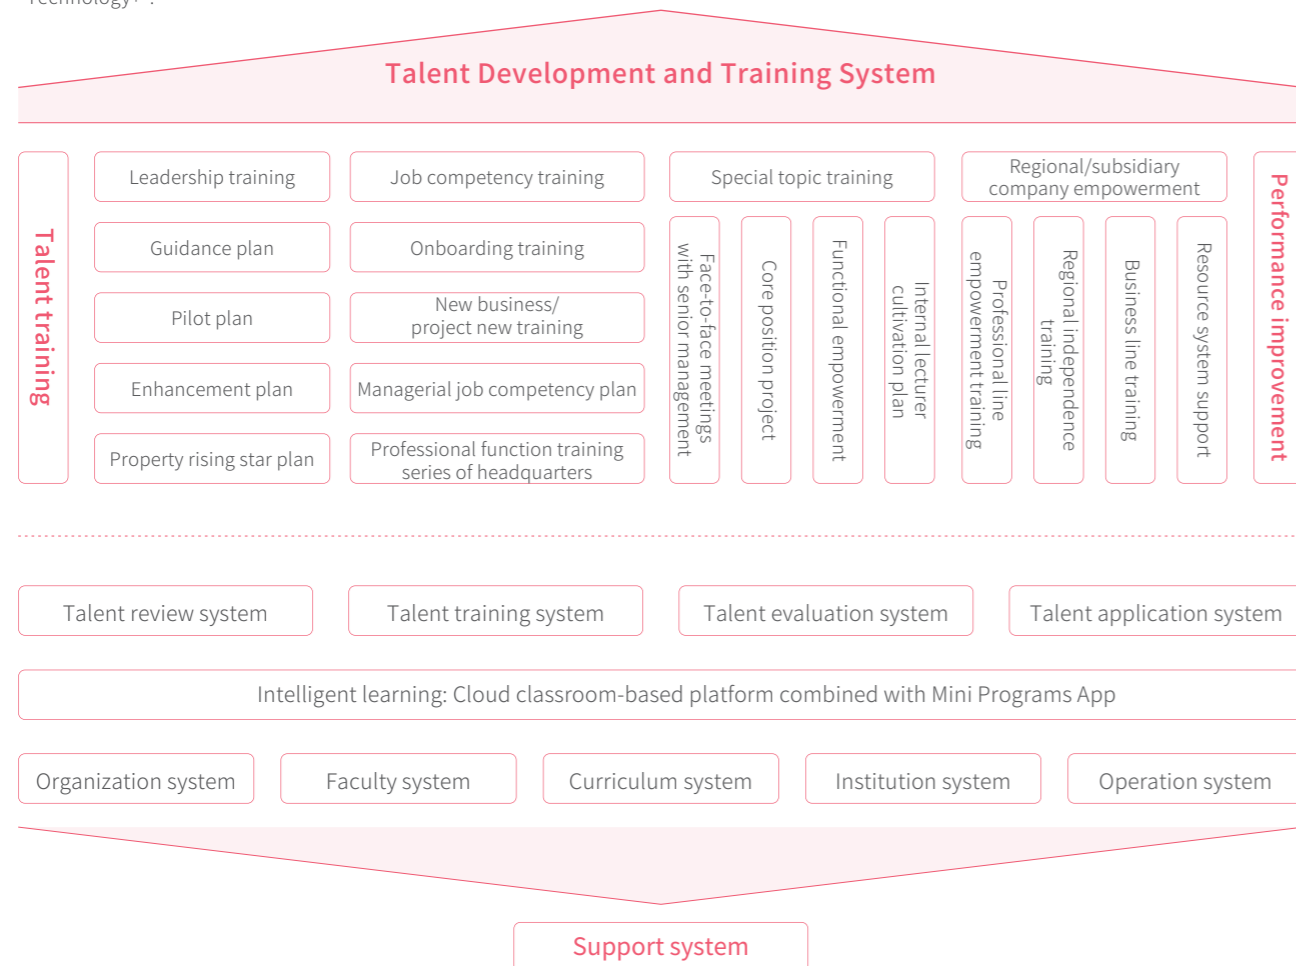 Technology+".
Talent Development and Training System
Talent training
Leadership training
Guidance plan
Pilot plan
Enhancement plan
Property rising star plan
Job competency training
Onboarding training
New business/
project new training
Managerial job competency plan
Professional function training
series of headquarters
Special topic training
Face-to-face meetings
with senior management
Core position project
Functional empowerment
Internal lecturer
cultivation plan
Regional/subsidiary
company empowerment
Professional line
empowerment training
Regional independence
training
Business line training
Resource system support
Performance improvement
Talent review system
Talent training system
Talent evaluation system
Talent application system
Intelligent learning: Cloud classroom-based platform combined with Mini Programs App
Organization system
Faculty system
Curriculum system
Institution system
Operation system
Support system